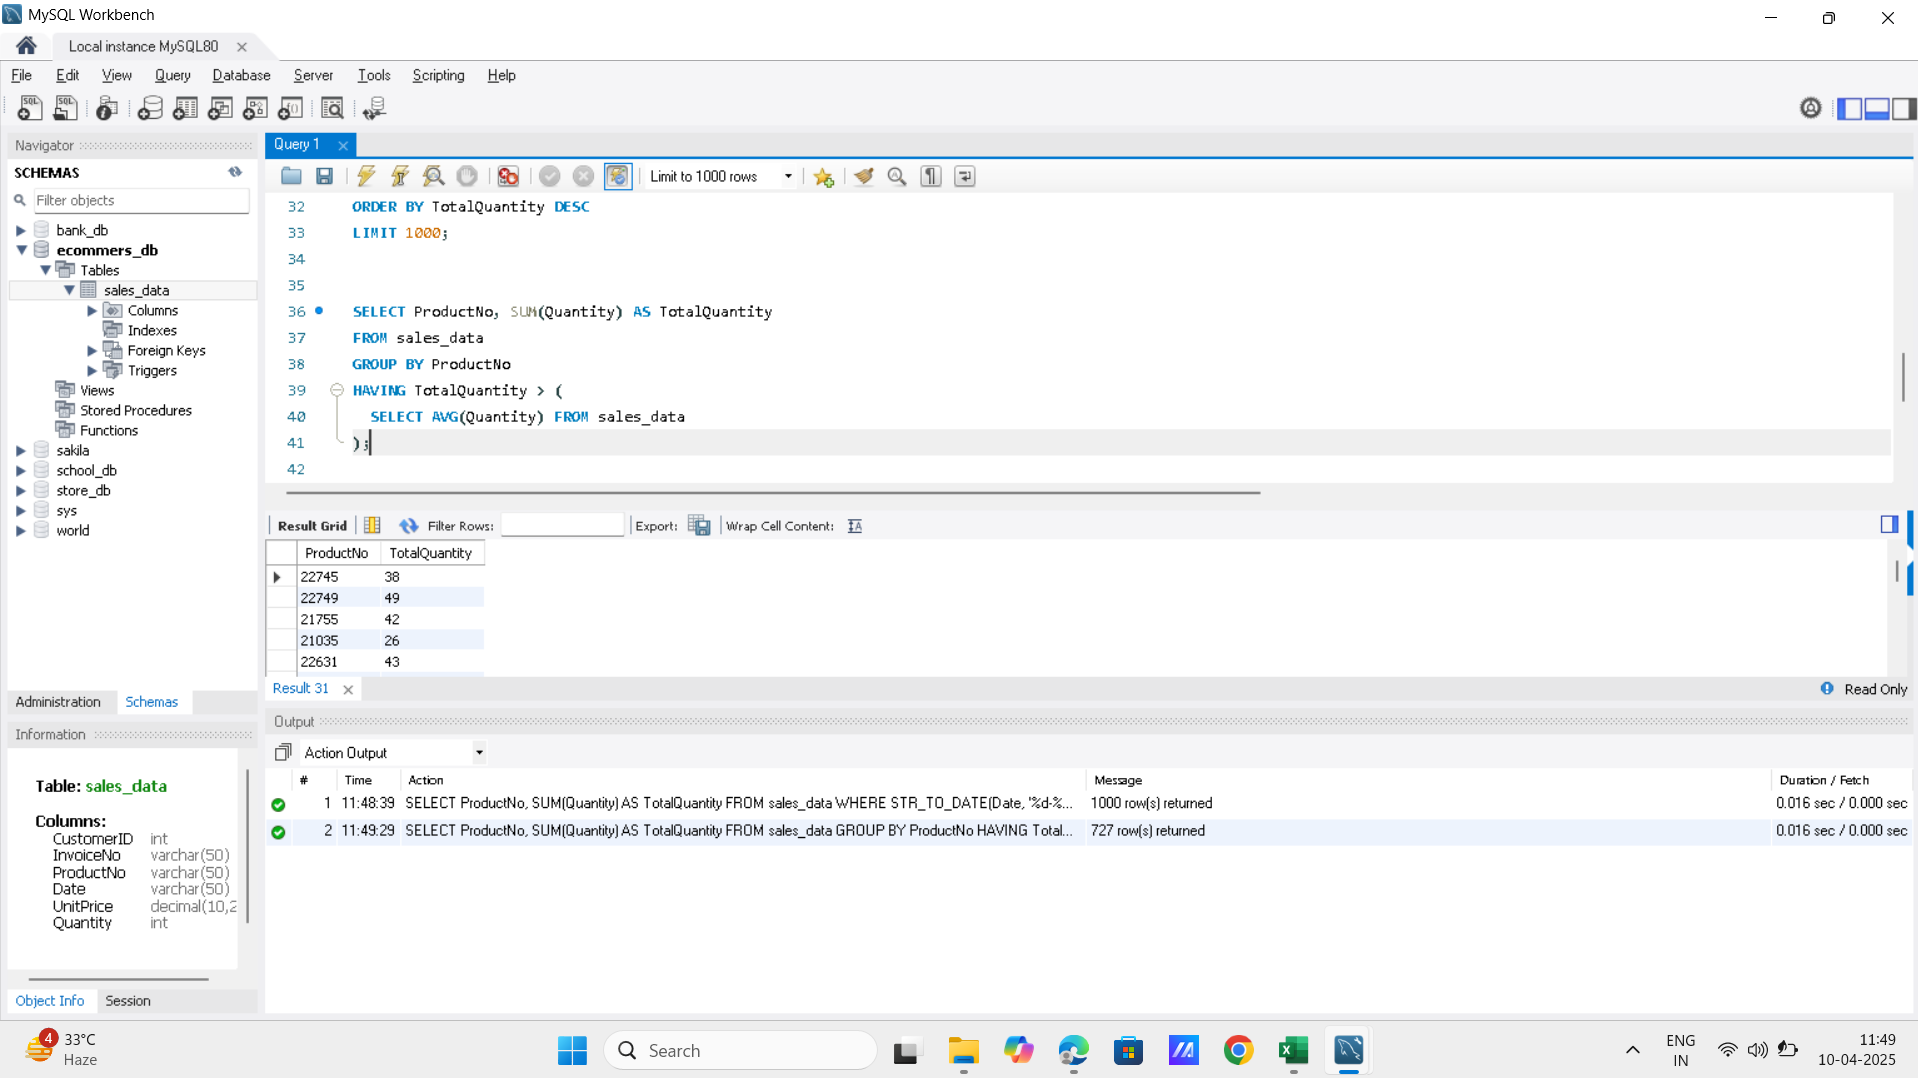 MySQL Workbench
Local instance MySQL80
File Edit View Query Database Server Tools Scripting Help
Navigator
SCHEMAS
Filter objects
bank_db
ecommers_db
Tables
sales_data
Columns
Indexes
Foreign Keys
Triggers
Views
Stored Procedures
Functions
sakila
school_db
store_db
sys
world
Administration Schemas
Information
Table: sales_data
Columns:
CustomerID int
InvoiceNo varchar(50)
ProductNo varchar(50)
Date varchar(50)
UnitPrice decimal(10,2
Quantity int
Object Info Session
Query 1
Limit to 1000 rows
32 ORDER BY TotalQuantity DESC
33 LIMIT 1000;
34
35
36 SELECT ProductNo, SUM(Quantity) AS TotalQuantity
37 FROM sales_data
38 GROUP BY ProductNo
39 HAVING TotalQuantity > (
40 SELECT AVG(Quantity) FROM sales_data
41 );
42
Result Grid Filter Rows: Export: Wrap Cell Content:
ProductNo TotalQuantity
22745 38
22749 49
21755 42
21035 26
22631 43
Result 31 Read Only
Output
Action Output
# Time Action Message Duration / Fetch
1 11:48:39 SELECT ProductNo, SUM(Quantity) AS TotalQuantity FROM sales_data WHERE STR_TO_DATE(Date, '%d-%... 1000 row(s) returned 0.016 sec / 0.000 sec
2 11:49:29 SELECT ProductNo, SUM(Quantity) AS TotalQuantity FROM sales_data GROUP BY ProductNo HAVING Total... 727 row(s) returned 0.016 sec / 0.000 sec
4 33°C
Haze
Search
ENG
IN
11:49
10-04-2025